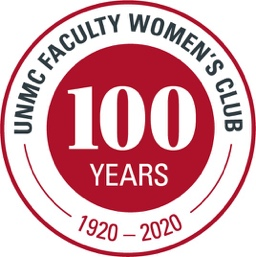 UNMC FACULTY WOMEN'S CLUB
100
YEARS
1920 – 2020